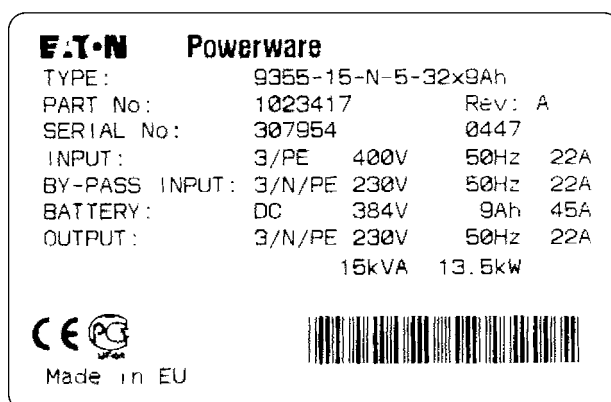 EATON Powerware
TYPE: 9355-15-N-5-32x9Ah
PART No: 1023417 Rev: A
SERIAL No: 307954 0447
INPUT: 3/PE 400V 50Hz 22A
BY-PASS INPUT: 3/N/PE 230V 50Hz 22A
BATTERY: DC 384V 9Ah 45A
OUTPUT: 3/N/PE 230V 50Hz 22A
15kVA 13.5kW
CE
Made in EU